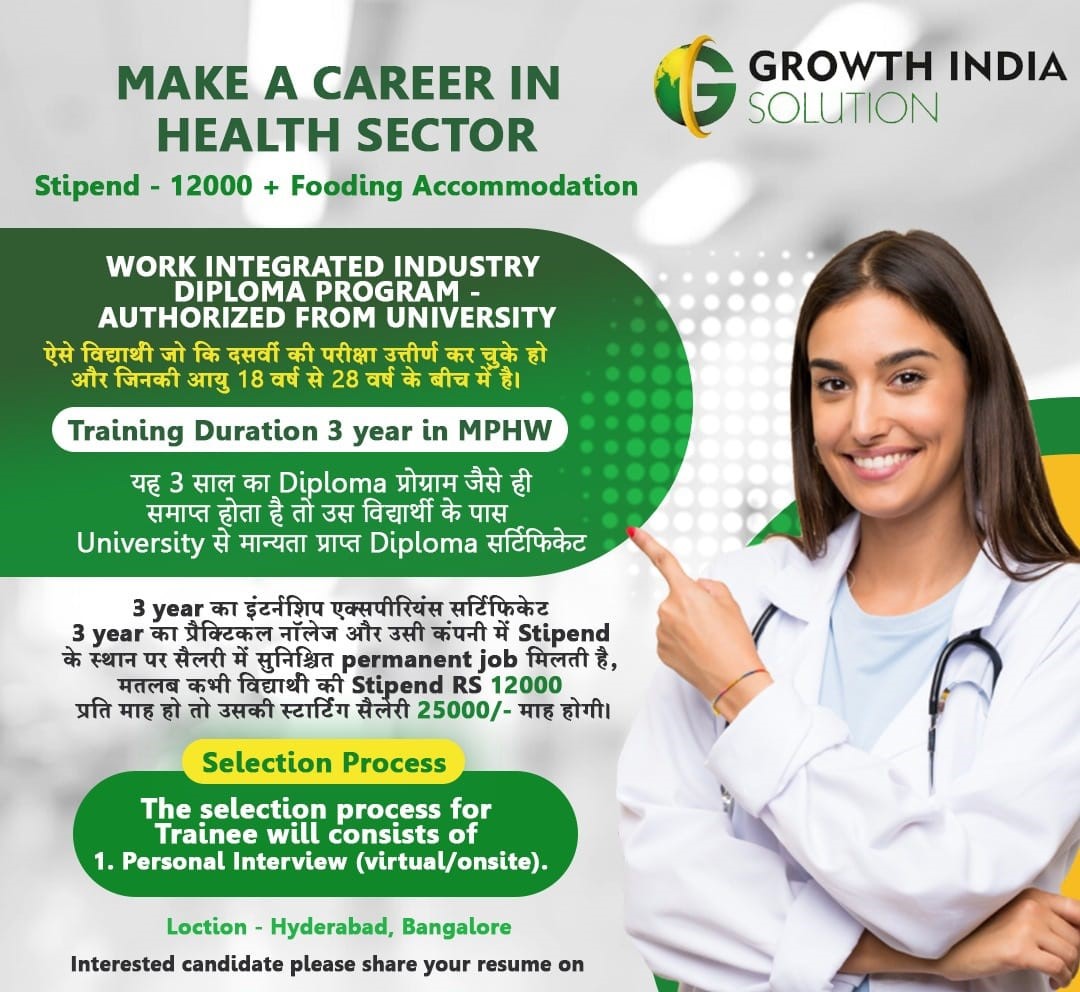 MAKE A CAREER IN
HEALTH SECTOR
Stipend - 12000 + Fooding Accommodation
GROWTH INDIA
SOLUTION
WORK INTEGRATED INDUSTRY
DIPLOMA PROGRAM -
AUTHORIZED FROM UNIVERSITY
ऐसे विद्यार्थी जो कि दसवीं की परीक्षा उत्तीर्ण कर चुके हो
और जिनकी आयु 18 वर्ष से 28 वर्ष के बीच में है।
Training Duration 3 year in MPHW
यह 3 साल का Diploma प्रोग्राम जैसे ही
समाप्त होता है तो उस विद्यार्थी के पास
University से मान्यता प्राप्त Diploma सर्टिफिकेट
3 year का इंटर्नशिप एक्सपीरियंस सर्टिफिकेट
3 year का प्रैक्टिकल नॉलेज और उसी कंपनी में Stipend
के स्थान पर सैलरी में सुनिश्चित permanent job मिलती है,
मतलब कभी विद्यार्थी की Stipend RS 12000
प्रति माह हो तो उसकी स्टार्टिंग सैलेरी 25000/- माह होगी।
Selection Process
The selection process for
Trainee will consists of
1. Personal Interview (virtual/onsite).
Loction - Hyderabad, Bangalore
Interested candidate please share your resume on